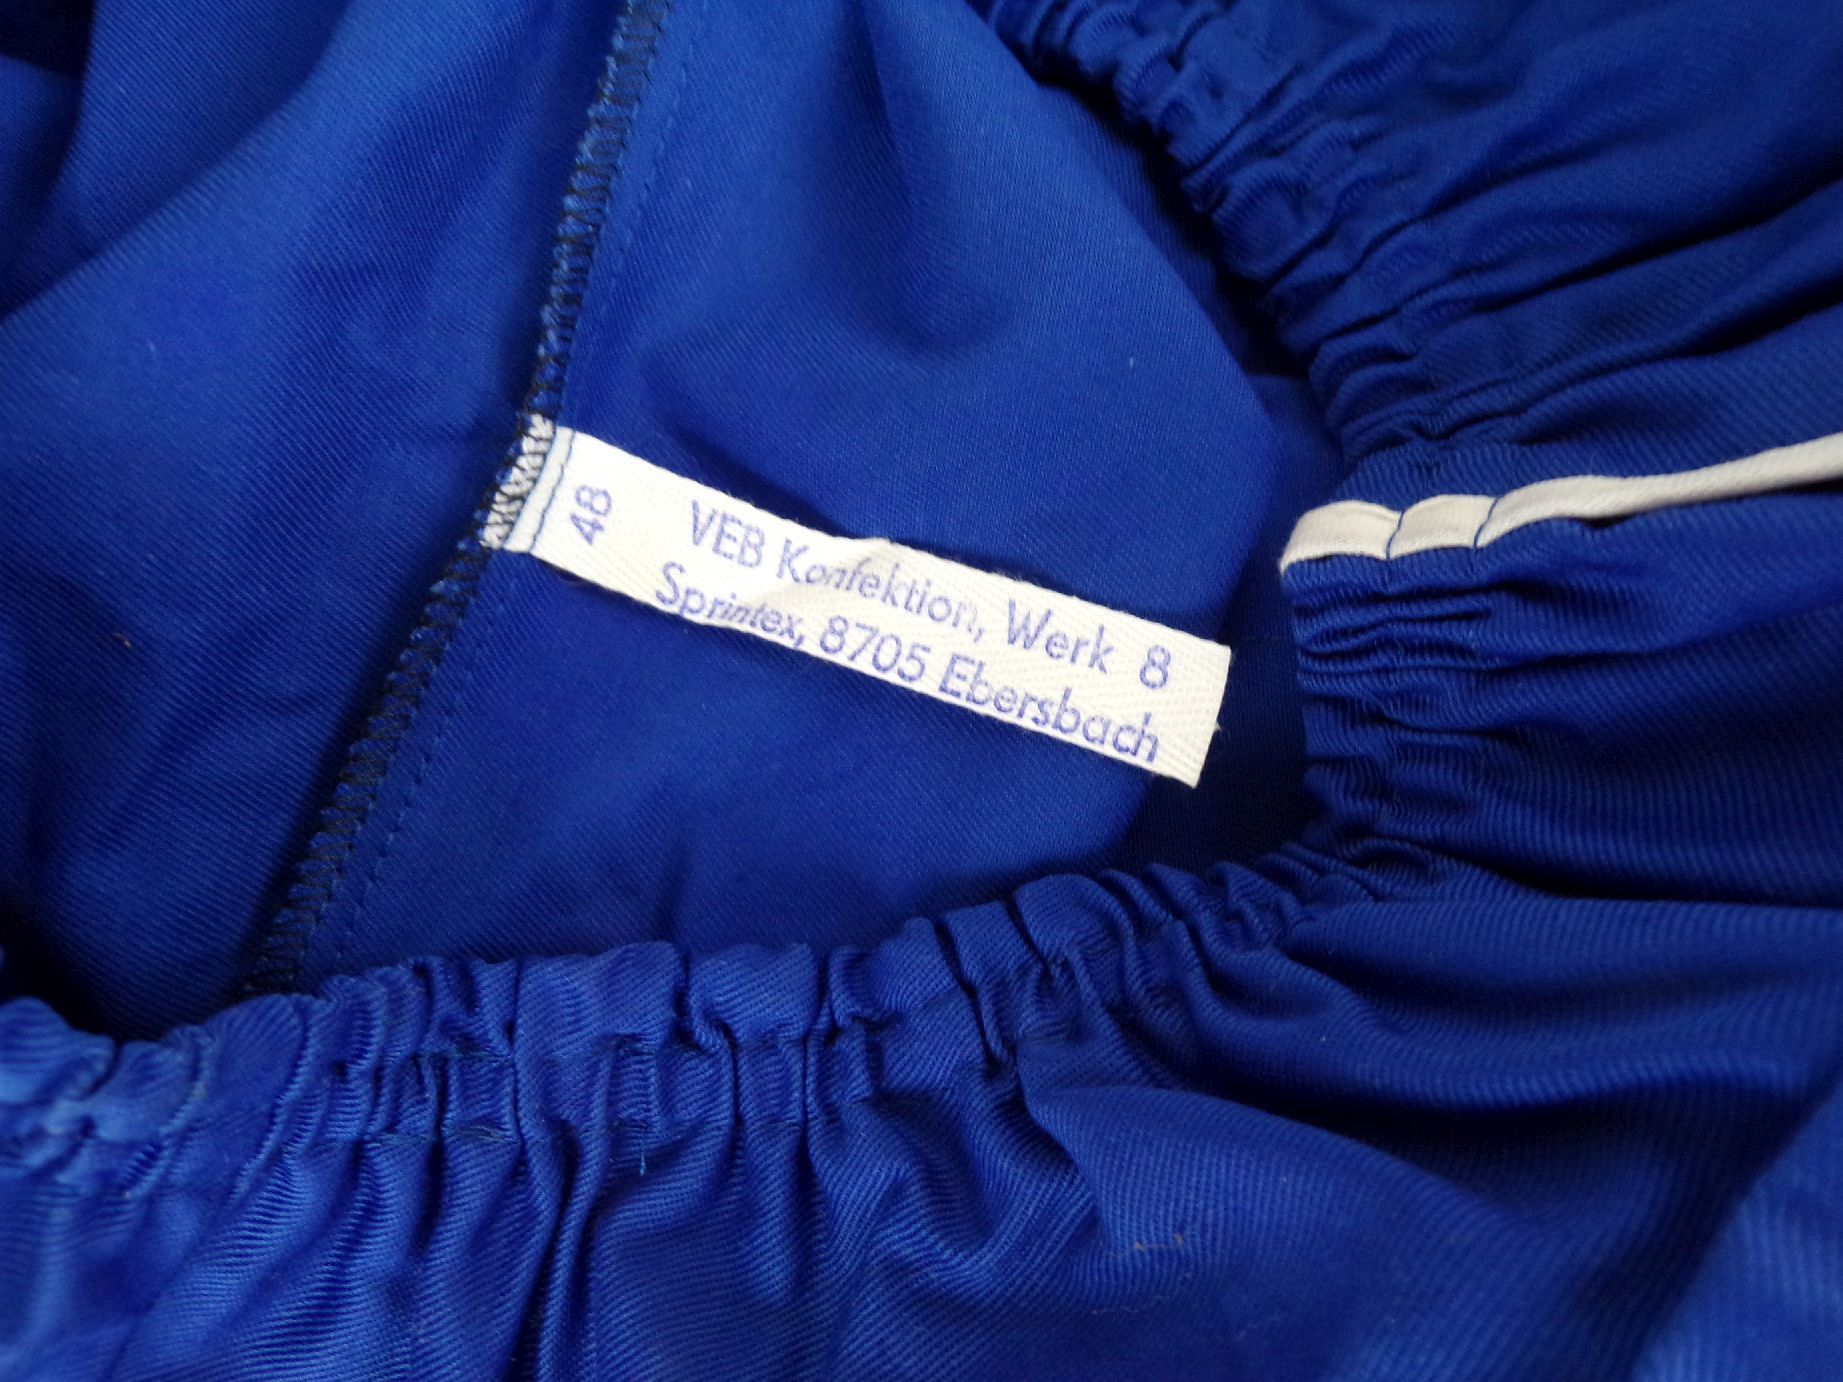 48
VEB Konfektion, Werk 8
Sprintex, 8705 Ebersbach